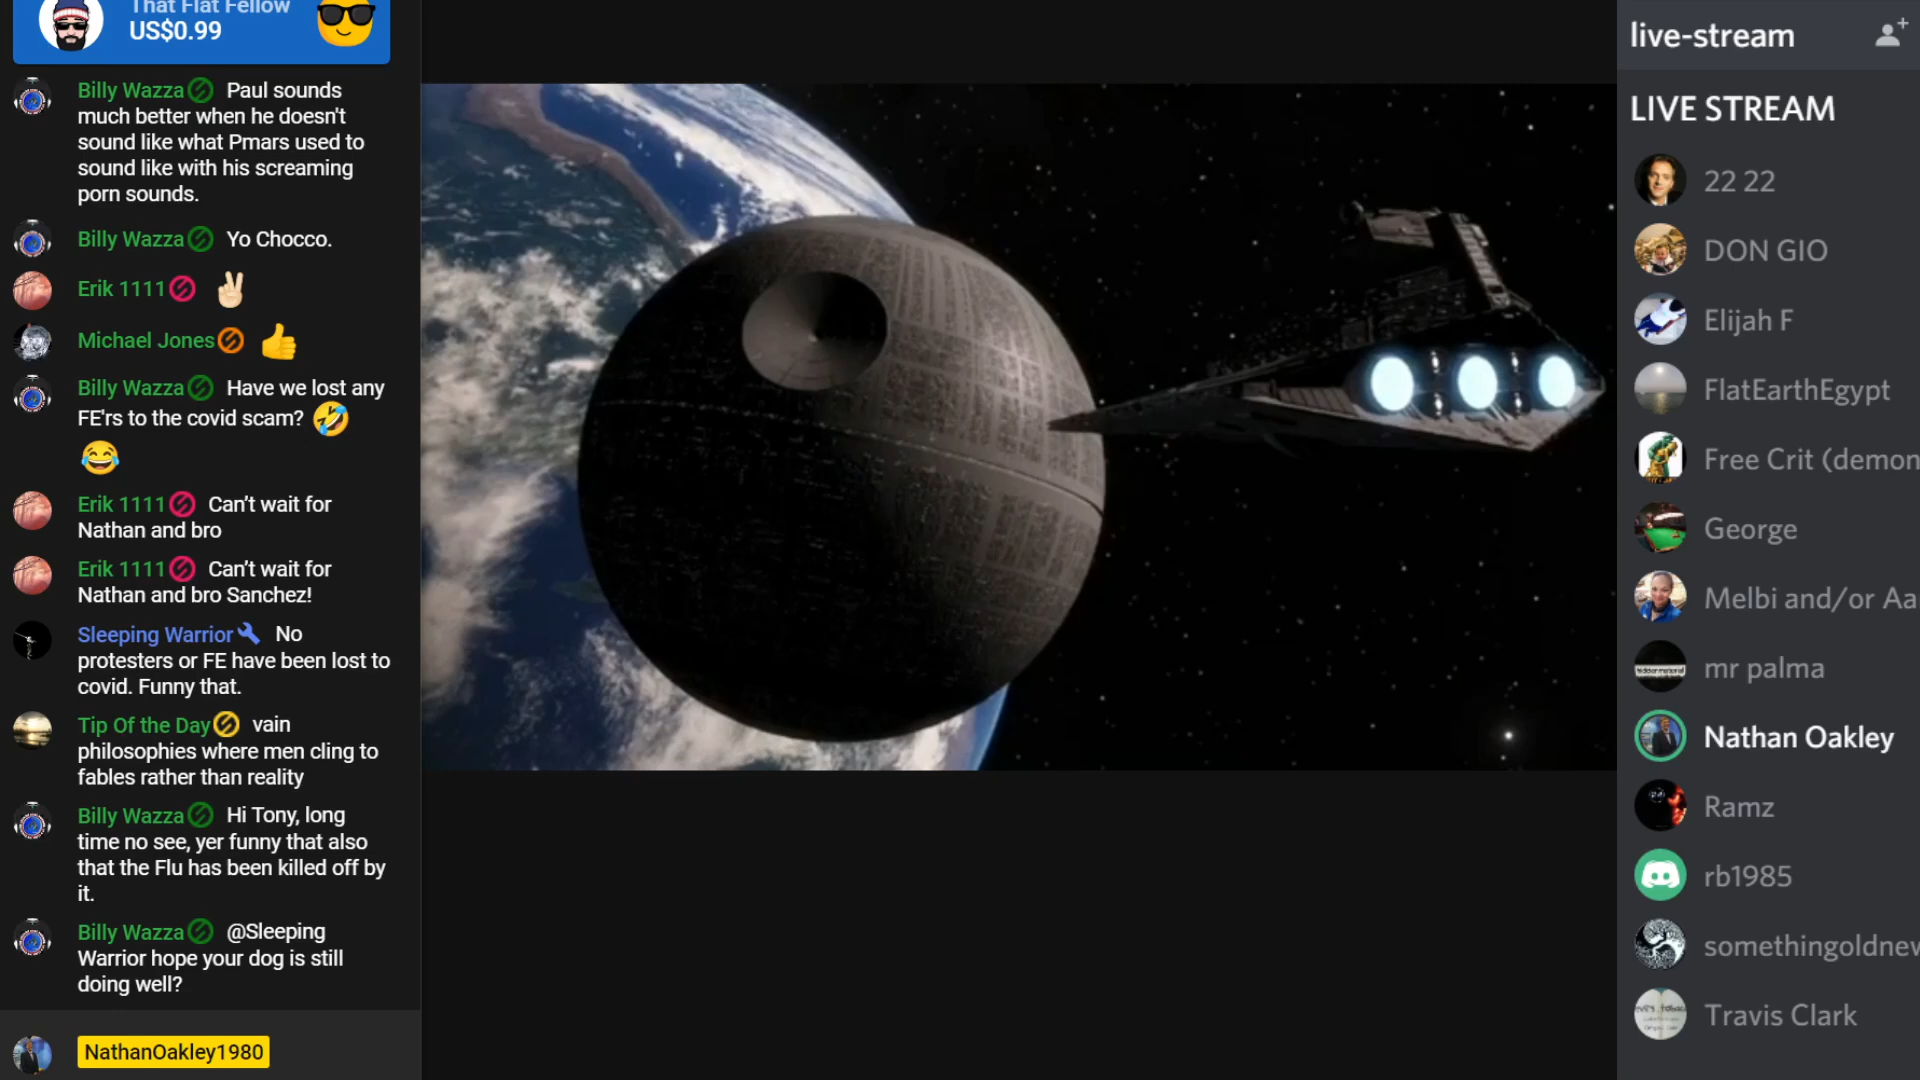 That Flat Fellow
US$0.99
Billy Wazza Paul sounds
much better when he doesn't
sound like what Pmars used to
sound like with his screaming
porn sounds.
Billy Wazza Yo Chocco.
Erik 1111
Michael Jones
Billy Wazza Have we lost any
FE'rs to the covid scam?
Erik 1111 Can't wait for
Nathan and bro
Erik 1111 Can't wait for
Nathan and bro Sanchez!
Sleeping Warrior No
protesters or FE have been lost to
covid. Funny that.
Tip Of the Day vain
philosophies where men cling to
fables rather than reality
Billy Wazza Hi Tony, long
time no see, yer funny that also
that the Flu has been killed off by
it.
Billy Wazza @Sleeping
Warrior hope your dog is still
doing well?
NathanOakley1980
live-stream
LIVE STREAM
22 22
DON GIO
Elijah F
FlatEarthEgypt
Free Crit (demon
George
Melbi and/or Aa
mr palma
Nathan Oakley
Ramz
rb1985
somethingoldnew
Travis Clark